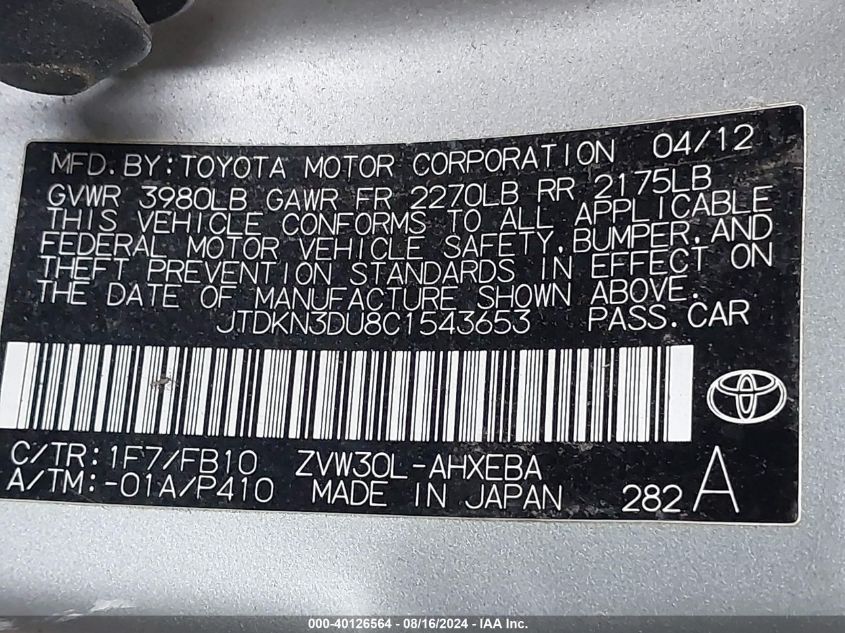 MFD. BY: TOYOTA MOTOR CORPORATION 04/12
GVWR 3980LB GAWR FR 2270LB RR 2175LB
THIS VEHICLE CONFORMS TO ALL APPLICABLE
FEDERAL MOTOR VEHICLE SAFETY, BUMPER, AND
THEFT PREVENTION STANDARDS IN EFFECT ON
THE DATE OF MANUFACTURE SHOWN ABOVE.
JTDKN3DU8C1543653 PASS. CAR
C/TR: 1F7/FB10 ZVW30L-AHXEBA
A/TM: -01A/P410 MADE IN JAPAN 282 A
000-40126564 - 08/16/2024 - IAA Inc.